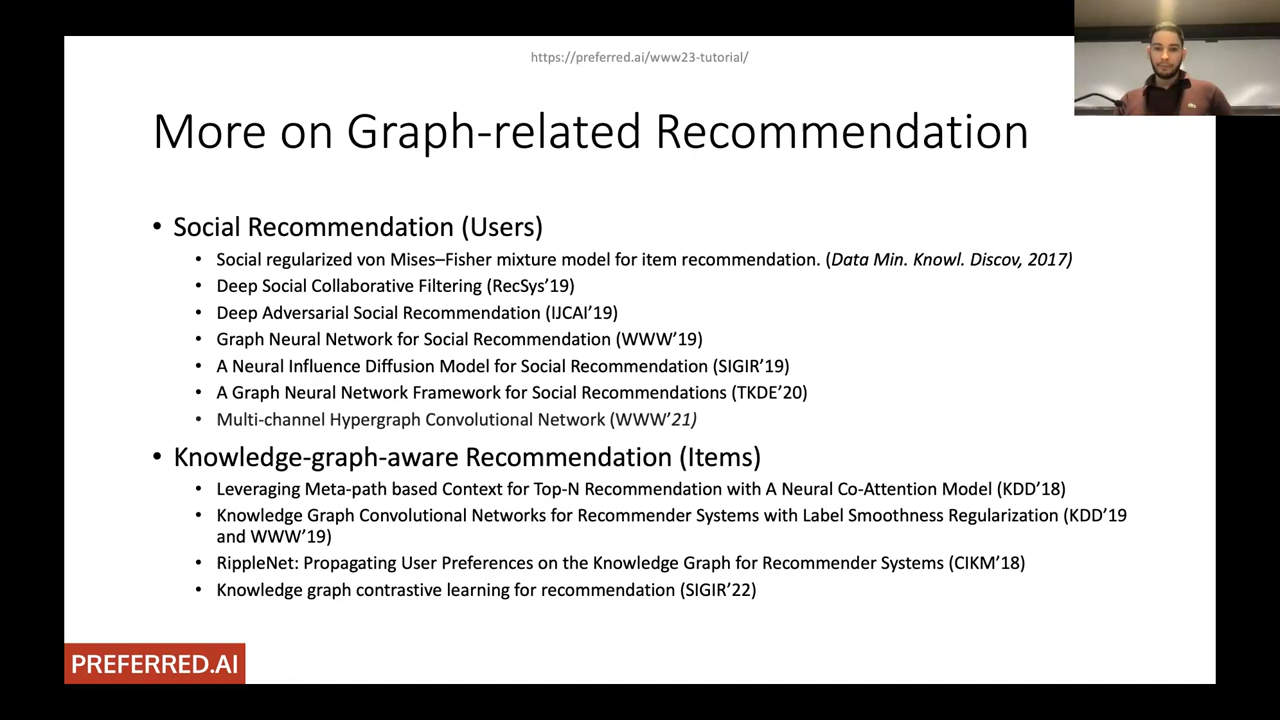 https://preferred.ai/www23-tutorial/
More on Graph-related Recommendation
• Social Recommendation (Users)
• Social regularized von Mises–Fisher mixture model for item recommendation. (Data Min. Knowl. Discov, 2017)
• Deep Social Collaborative Filtering (RecSys’19)
• Deep Adversarial Social Recommendation (IJCAI’19)
• Graph Neural Network for Social Recommendation (WWW’19)
• A Neural Influence Diffusion Model for Social Recommendation (SIGIR’19)
• A Graph Neural Network Framework for Social Recommendations (TKDE’20)
• Multi-channel Hypergraph Convolutional Network (WWW’21)
• Knowledge-graph-aware Recommendation (Items)
• Leveraging Meta-path based Context for Top-N Recommendation with A Neural Co-Attention Model (KDD’18)
• Knowledge Graph Convolutional Networks for Recommender Systems with Label Smoothness Regularization (KDD’19
and WWW’19)
• RippleNet: Propagating User Preferences on the Knowledge Graph for Recommender Systems (CIKM’18)
• Knowledge graph contrastive learning for recommendation (SIGIR’22)
PREFERRED.AI